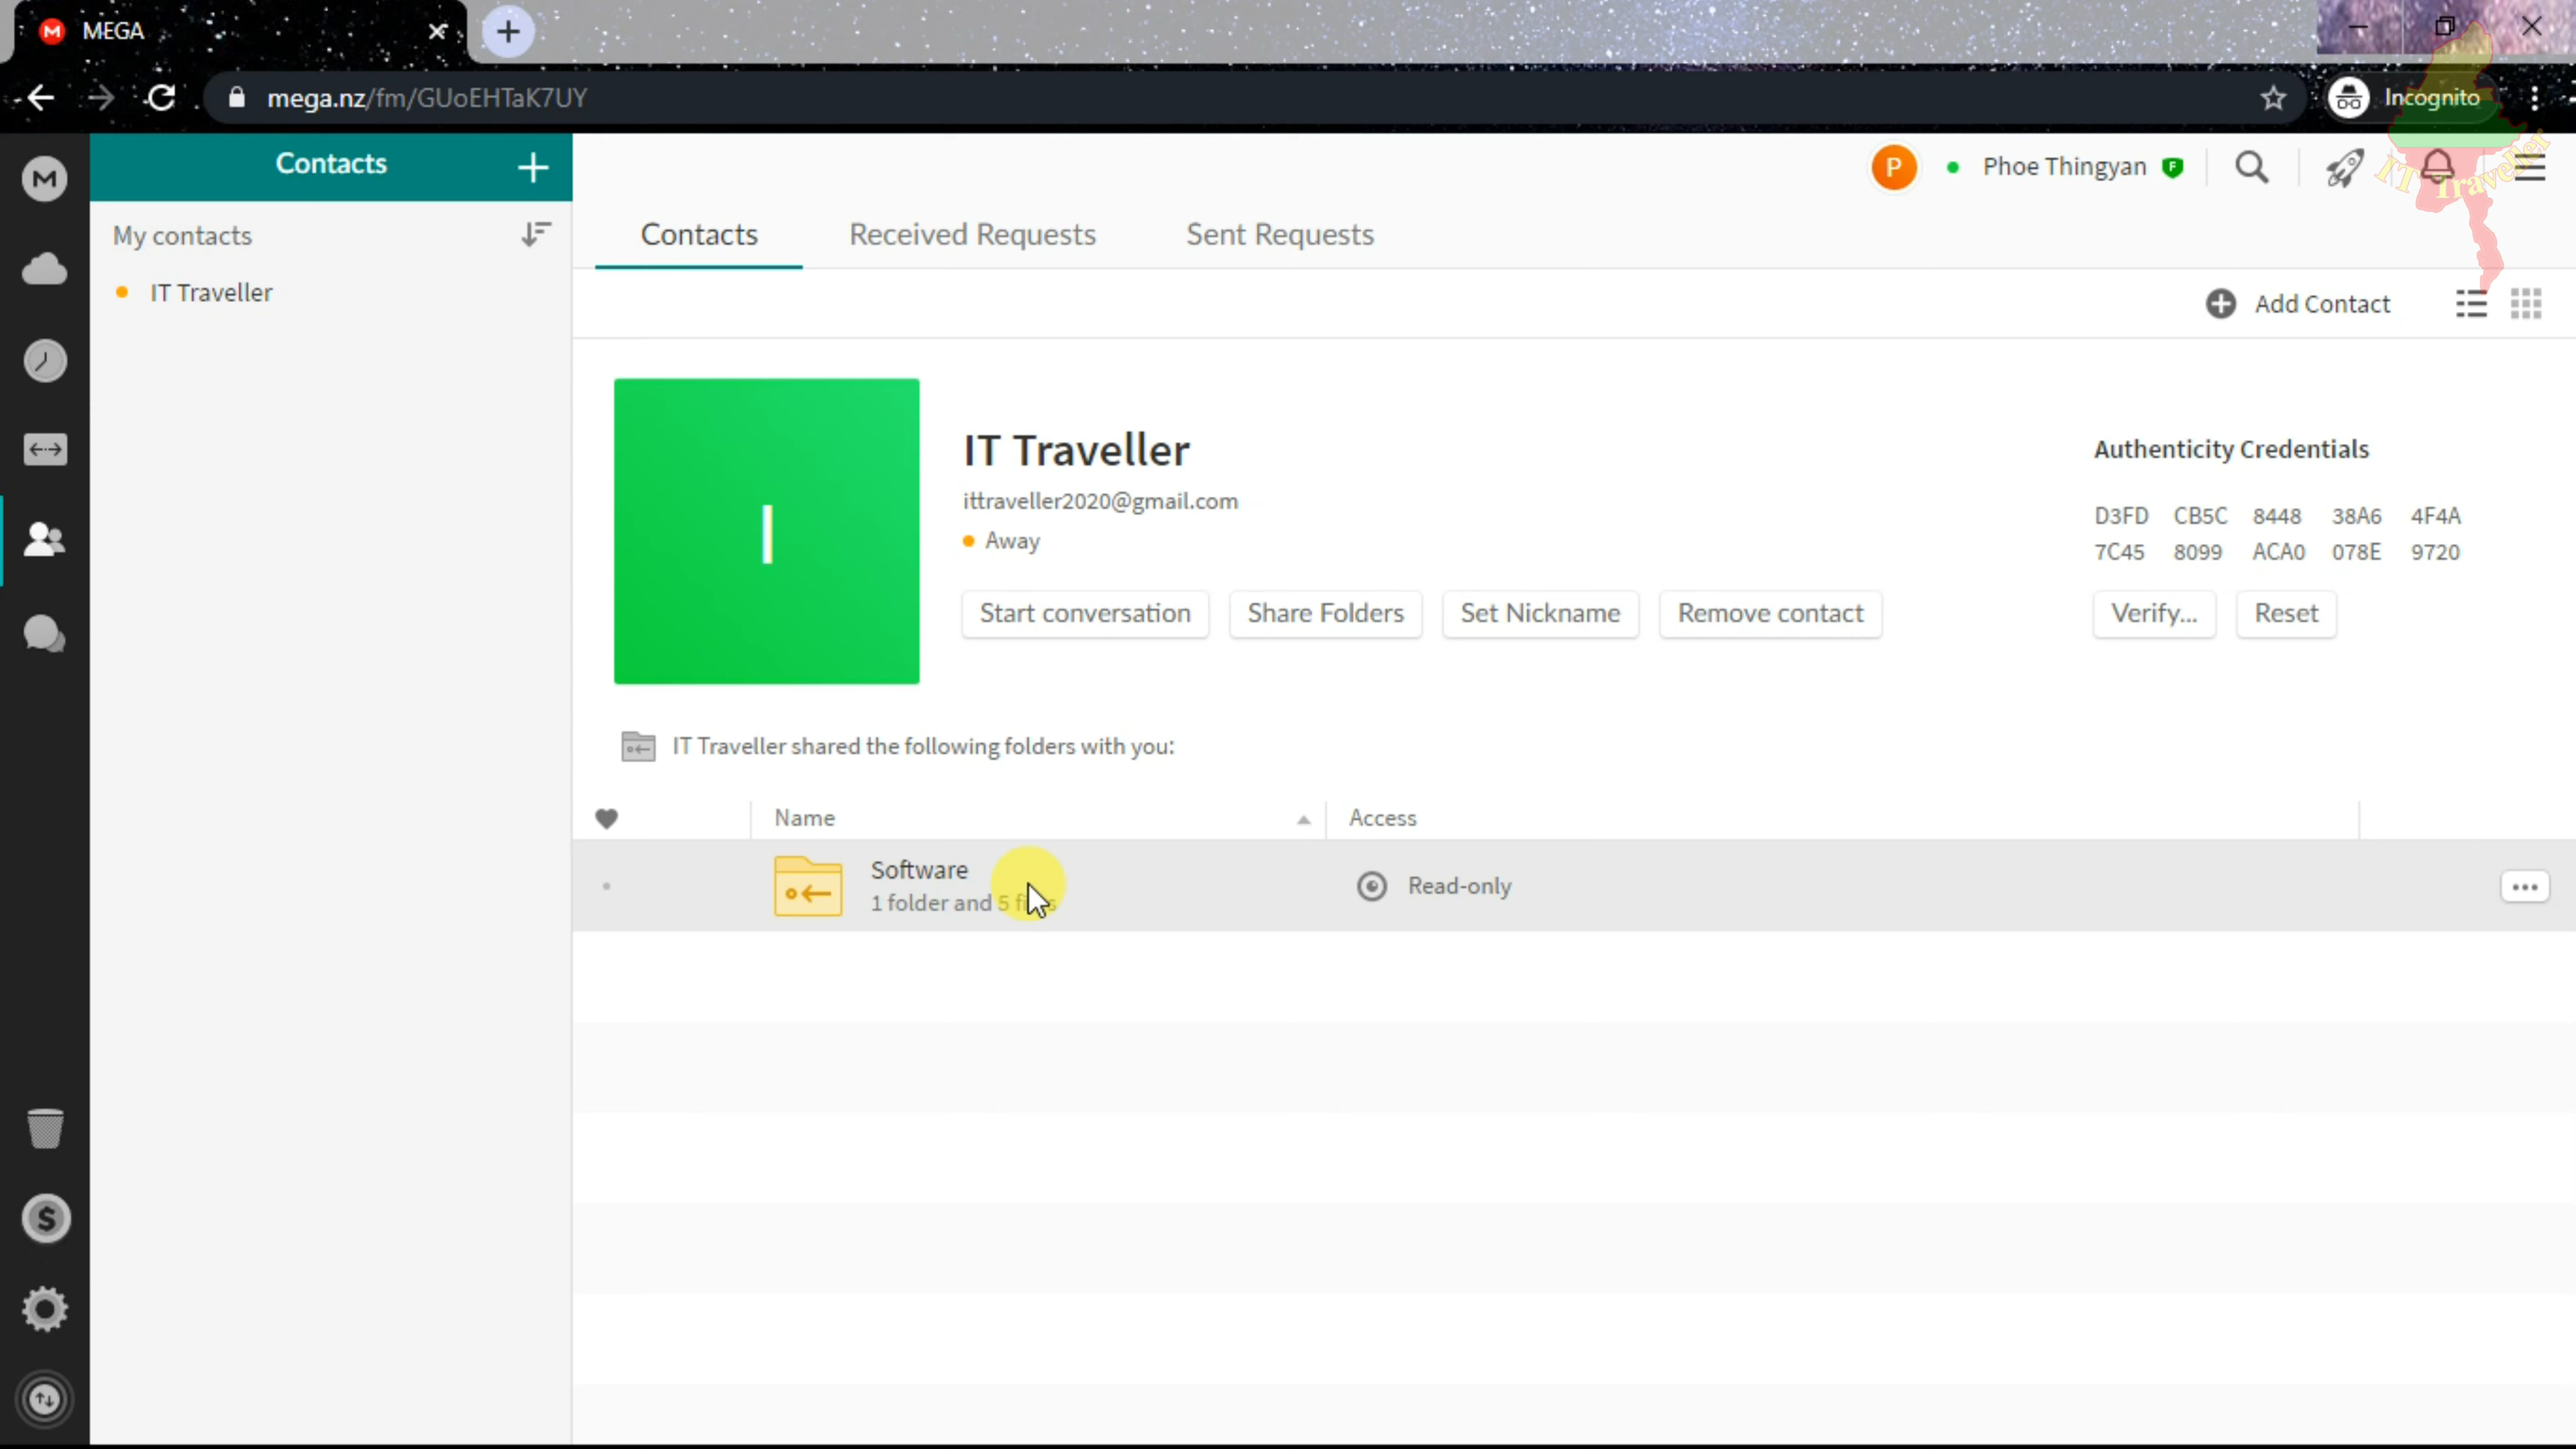 MEGA
mega.nz/fm/GUoEHTaK7UY
Incognito
IT Traveller
Contacts
P
Phoe Thingyan
F
Contacts
Received Requests
Sent Requests
My contacts
IT Traveller
Add Contact
I
IT Traveller
ittraveller2020@gmail.com
Away
Start conversation
Share Folders
Set Nickname
Remove contact
Authenticity Credentials
D3FD CB5C 8448 38A6 4F4A
7C45 8099 ACA0 078E 9720
Verify...
Reset
IT Traveller shared the following folders with you:
Name
Access
Software
1 folder and 5 files
Read-only